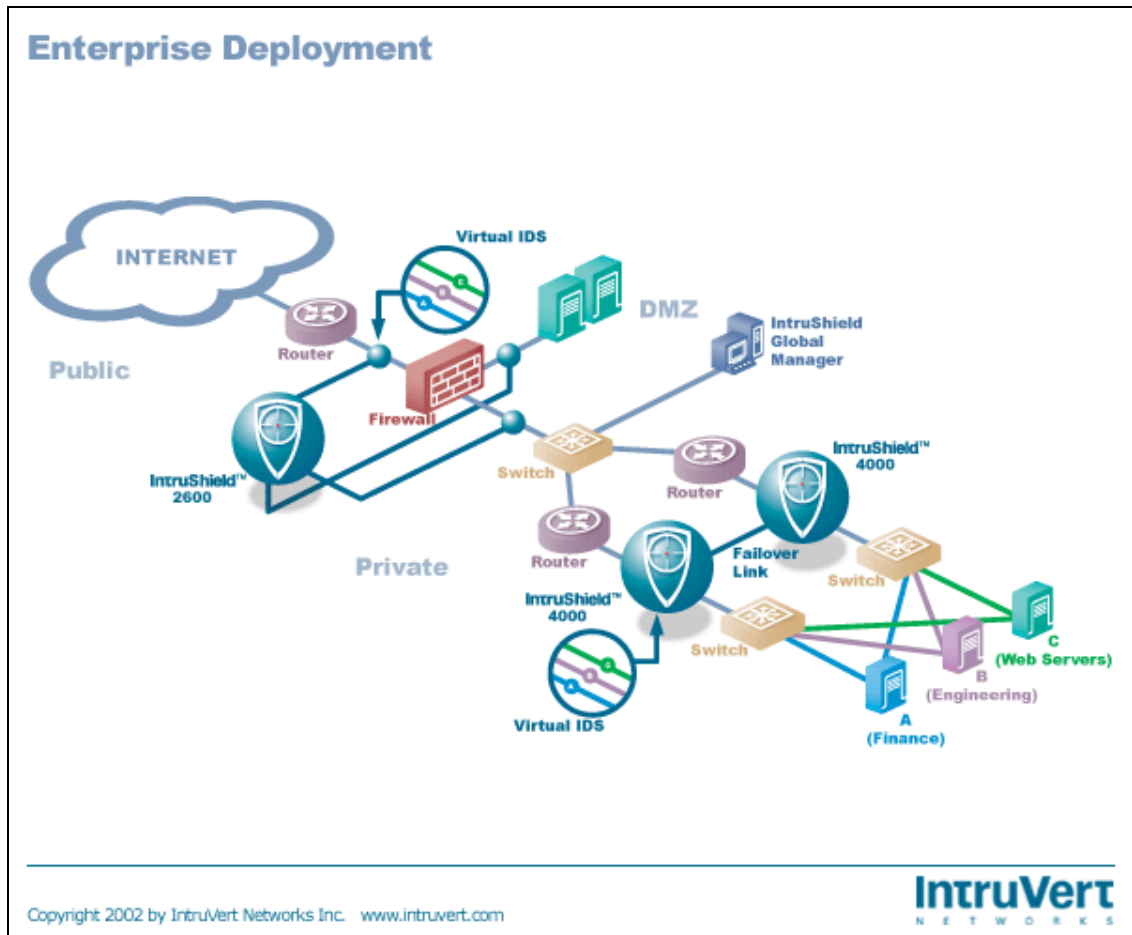 Enterprise Deployment
INTERNET
Virtual IDS
DMZ
IntruShield
Global
Manager
Router
Public
Firewall
IntruShield™
2600
Switch
IntruShield™
4000
Router
Router
Private
Failover
Link
Switch
IntruShield™
4000
Switch
C
(Web Servers)
B
(Engineering)
A
(Finance)
Virtual IDS
Copyright 2002 by IntruVert Networks Inc. www.intruvert.com
IntruVert
NETWORKS